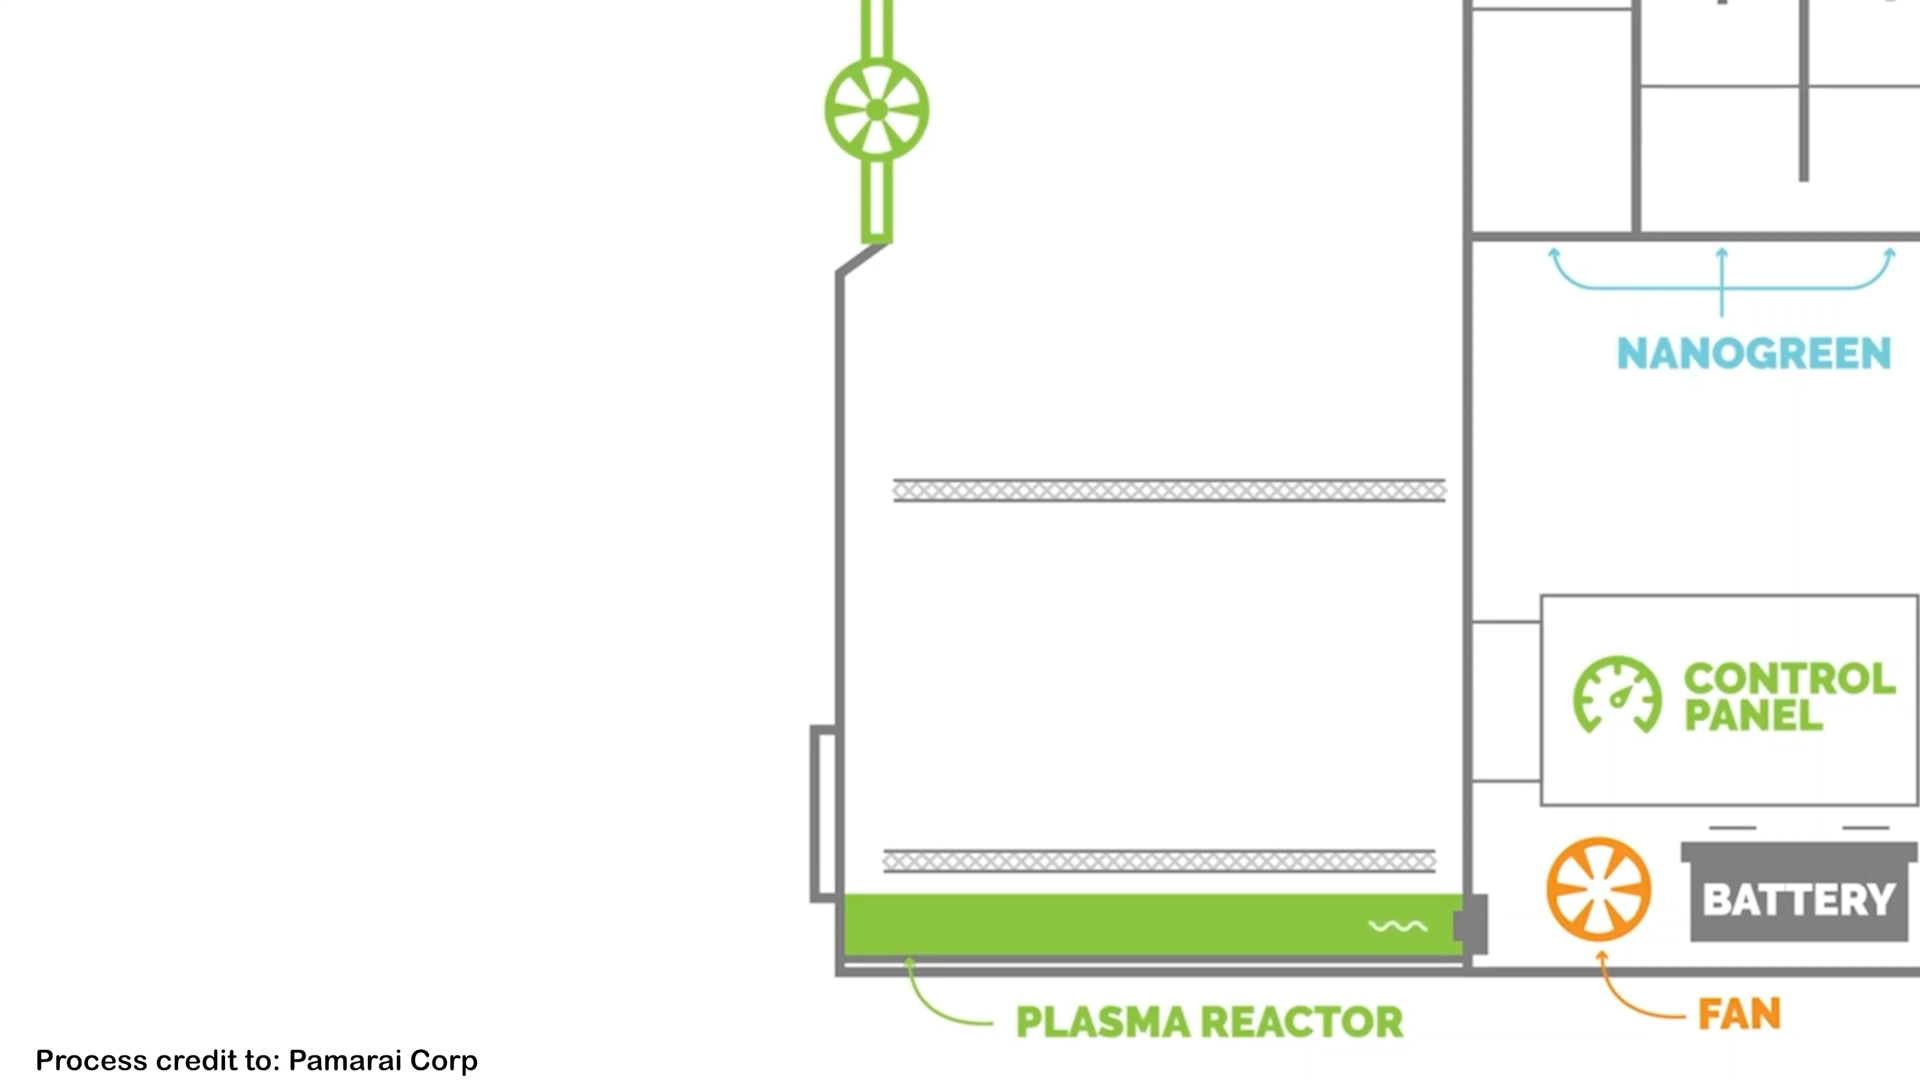 NANOGREEN
CONTROL
PANEL
BATTERY
PLASMA REACTOR
FAN
Process credit to: Pamarai Corp